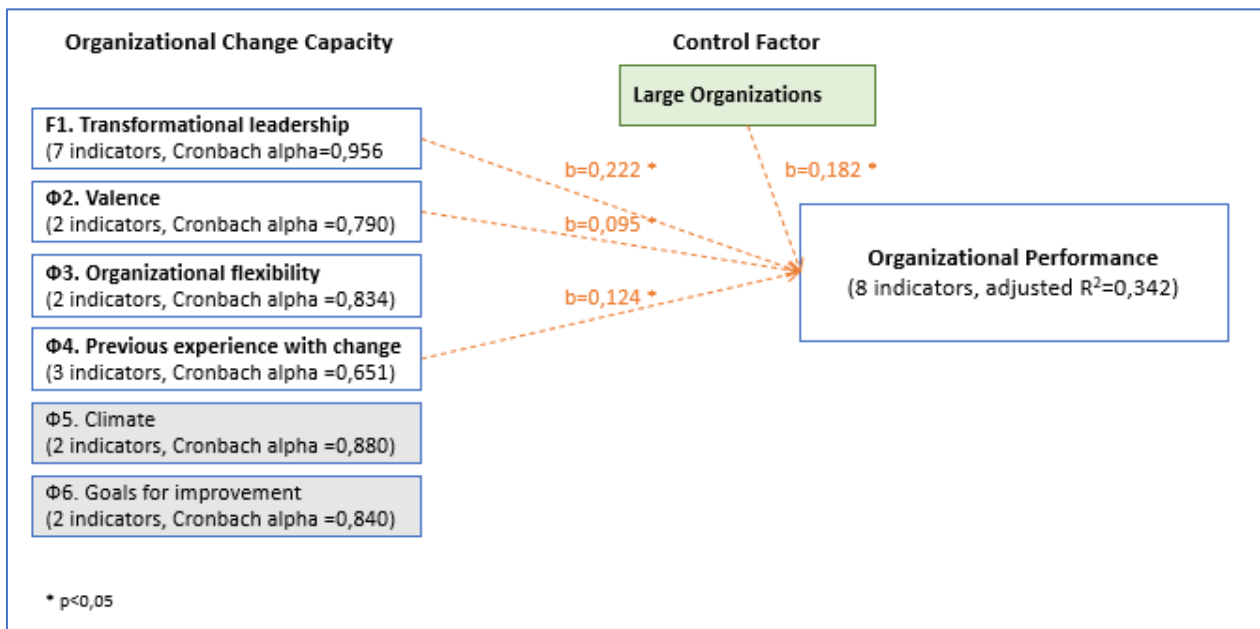 Organizational Change Capacity
Control Factor
Large Organizations
F1. Transformational leadership
(7 indicators, Cronbach alpha=0,956
b=0,222 *
b=0,182 *
Φ2. Valence
(2 indicators, Cronbach alpha =0,790)
b=0,095 *
Φ3. Organizational flexibility
(2 indicators, Cronbach alpha =0,834)
b=0,124 *
Organizational Performance
(8 indicators, adjusted R²=0,342)
Φ4. Previous experience with change
(3 indicators, Cronbach alpha =0,651)
Φ5. Climate
(2 indicators, Cronbach alpha =0,880)
Φ6. Goals for improvement
(2 indicators, Cronbach alpha =0,840)
* p<0,05